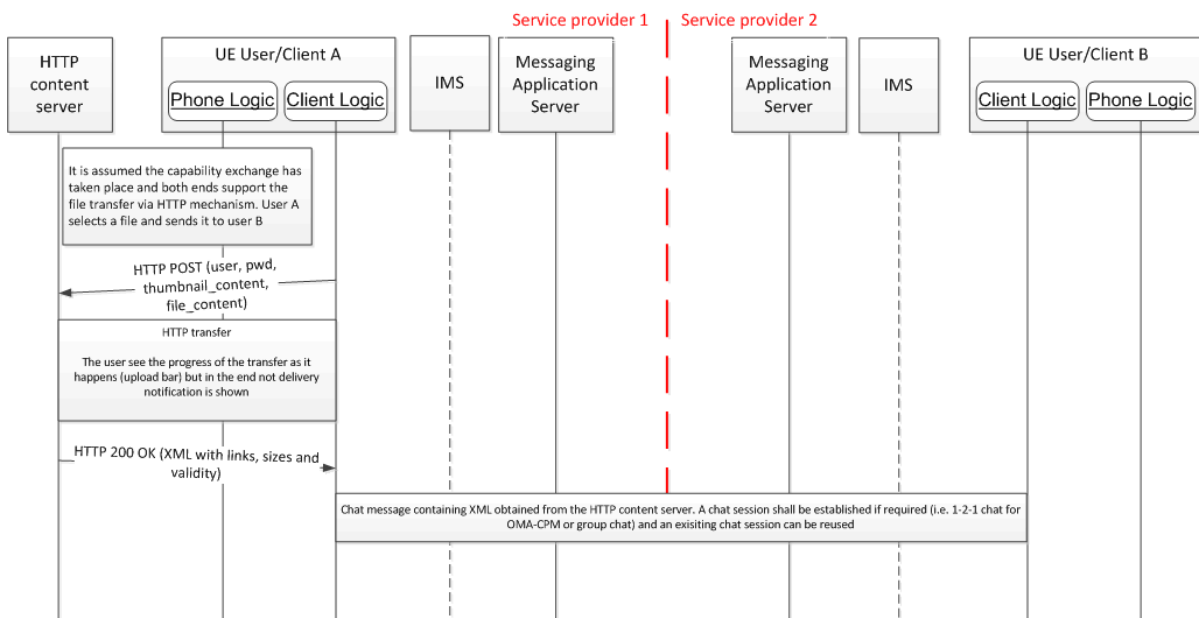 Service provider 1
Service provider 2
HTTP
content
server
UE User/Client A
Phone Logic
Client Logic
IMS
Messaging
Application
Server
Messaging
Application
Server
IMS
UE User/Client B
Client Logic
Phone Logic
It is assumed the capability exchange has
taken place and both ends support the
file transfer via HTTP mechanism. User A
selects a file and sends it to user B
HTTP POST (user, pwd,
thumbnail_content,
file_content)
HTTP transfer
The user see the progress of the transfer as it
happens (upload bar) but in the end not delivery
notification is shown
HTTP 200 OK (XML with links, sizes and
validity)
Chat message containing XML obtained from the HTTP content server. A chat session shall be established if required (i.e. 1-2-1 chat for
OMA-CPM or group chat) and an exisiting chat session can be reused